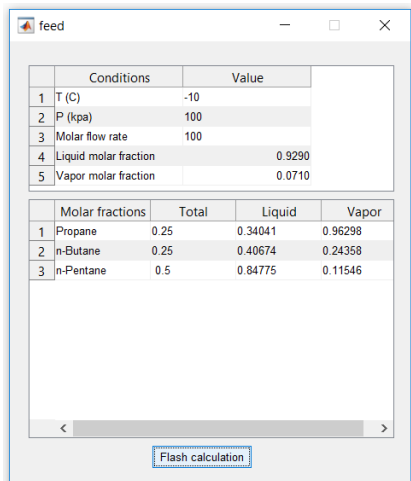 feed
Conditions Value
1 T (C) -10
2 P (kpa) 100
3 Molar flow rate 100
4 Liquid molar fraction 0.9290
5 Vapor molar fraction 0.0710
Molar fractions Total Liquid Vapor
1 Propane 0.25 0.34041 0.96298
2 n-Butane 0.25 0.40674 0.24358
3 n-Pentane 0.5 0.84775 0.11546
Flash calculation